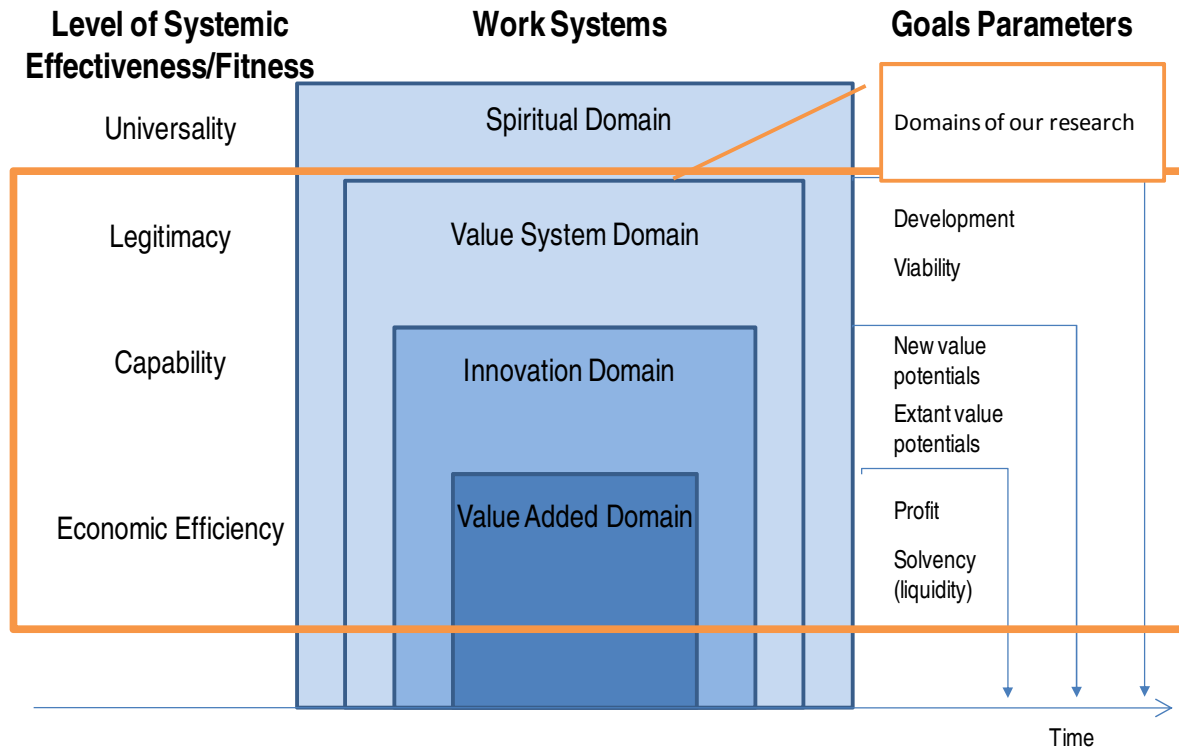 Level of Systemic
Effectiveness/Fitness
Work Systems
Goals Parameters
Universality
Spiritual Domain
Domains of our research
Legitimacy
Value System Domain
Development
Viability
Capability
Innovation Domain
New value
potentials
Extant value
potentials
Economic Efficiency
Value Added Domain
Profit
Solvency
(liquidity)
Time